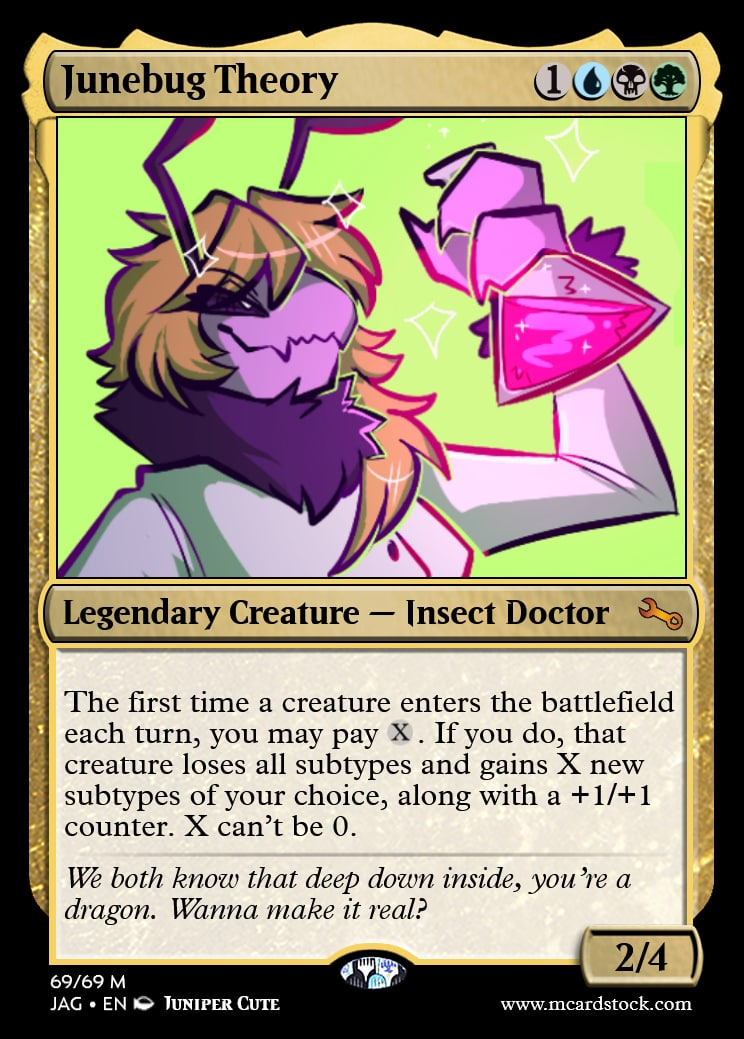 Junebug Theory 1
Legendary Creature — Insect Doctor
The first time a creature enters the battlefield
each turn, you may pay X. If you do, that
creature loses all subtypes and gains X new
subtypes of your choice, along with a +1/+1
counter. X can't be 0.
We both know that deep down inside, you're a
dragon. Wanna make it real?
2/4
69/69 M
JAG • EN JUNIPER CUTE
www.mcardstock.com